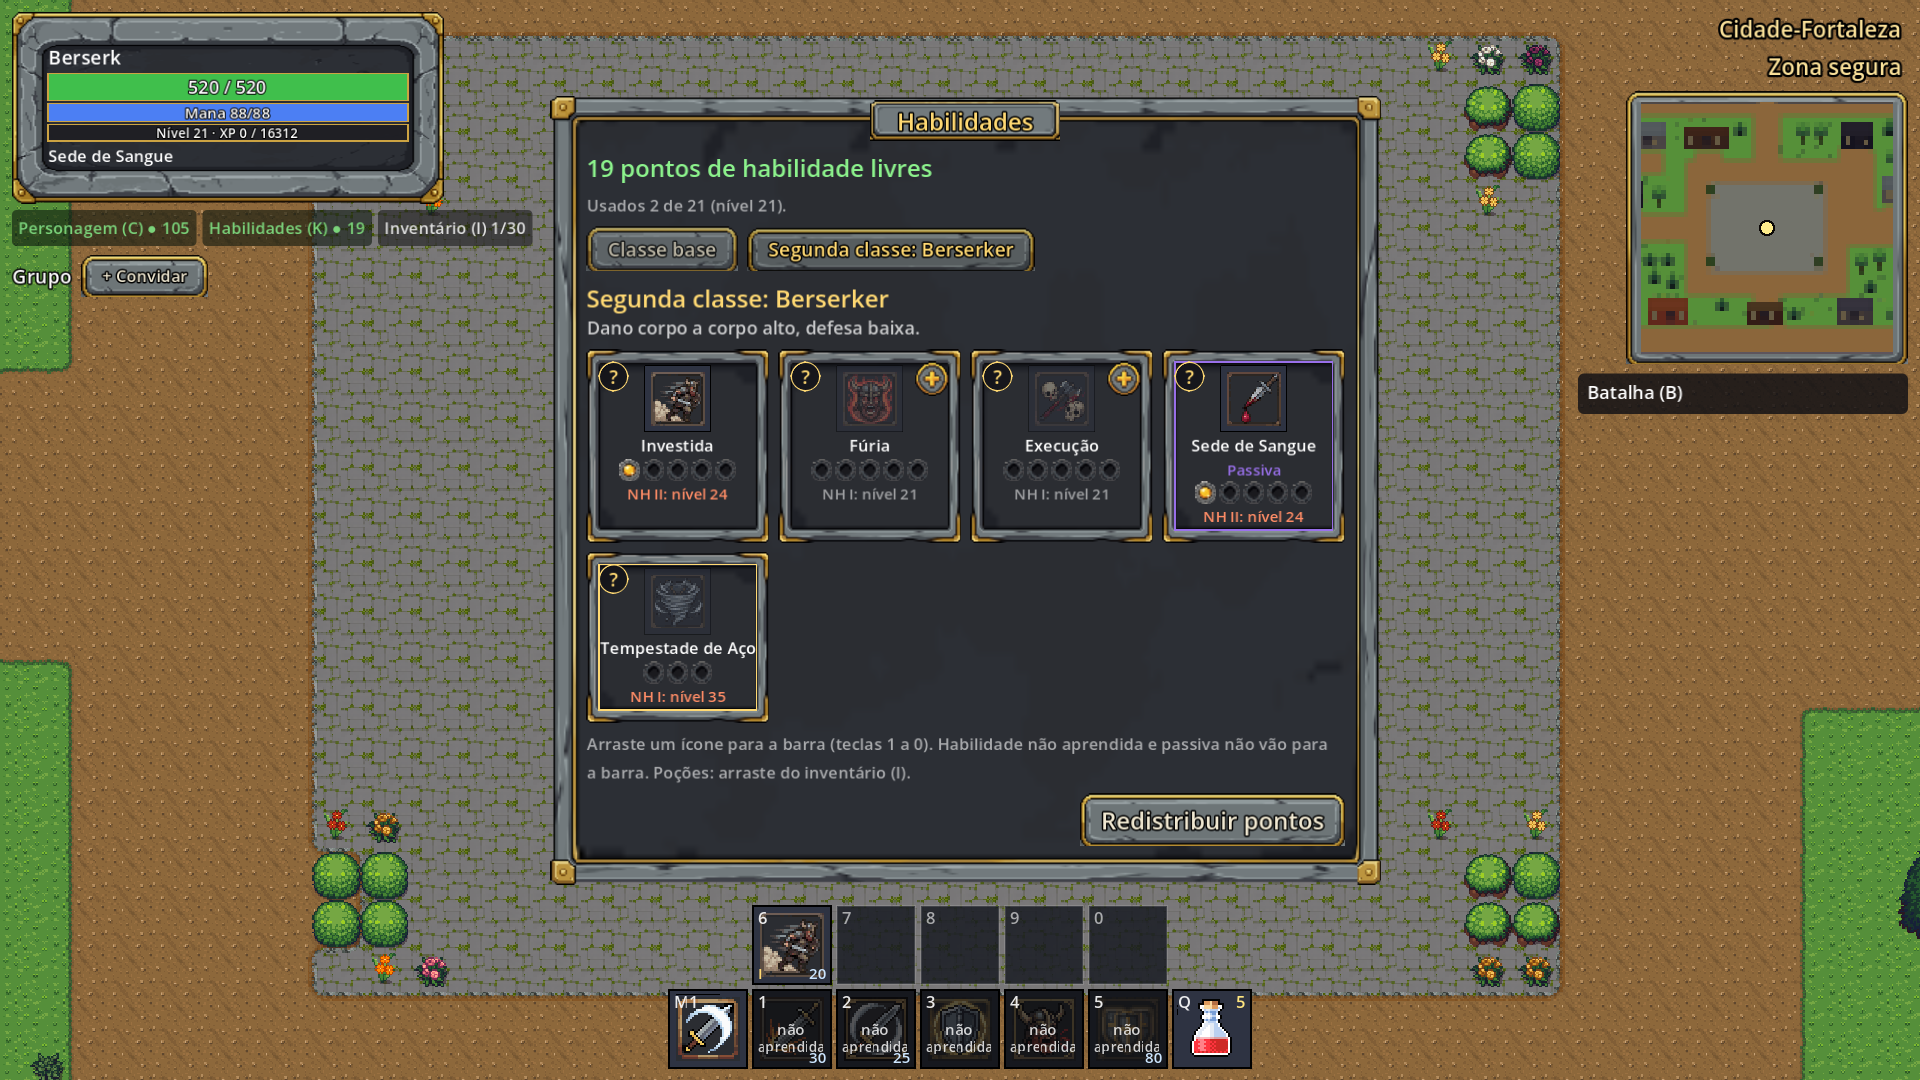 Berserk
520 / 520
Mana 88/88
Nível 21 · XP 0 / 16312
Sede de Sangue
Personagem (C) ● 105
Habilidades (K) ● 19
Inventário (I) 1/30
Grupo
+ Convidar
Cidade-Fortaleza
Zona segura
Batalha (B)
Habilidades
19 pontos de habilidade livres
Usados 2 de 21 (nível 21).
Classe base
Segunda classe: Berserker
Segunda classe: Berserker
Dano corpo a corpo alto, defesa baixa.
?
Investida
NH II: nível 24
?
+
Fúria
NH I: nível 21
?
+
Execução
NH I: nível 21
?
Sede de Sangue
Passiva
NH II: nível 24
?
Tempestade de Aço
NH I: nível 35
Arraste um ícone para a barra (teclas 1 a 0). Habilidade não aprendida e passiva não vão para
a barra. Poções: arraste do inventário (I).
Redistribuir pontos
6
I
20
7
8
9
0
M1
1
não
aprendida
30
2
não
aprendida
25
3
não
aprendida
4
não
aprendida
5
não
aprendida
80
Q
5